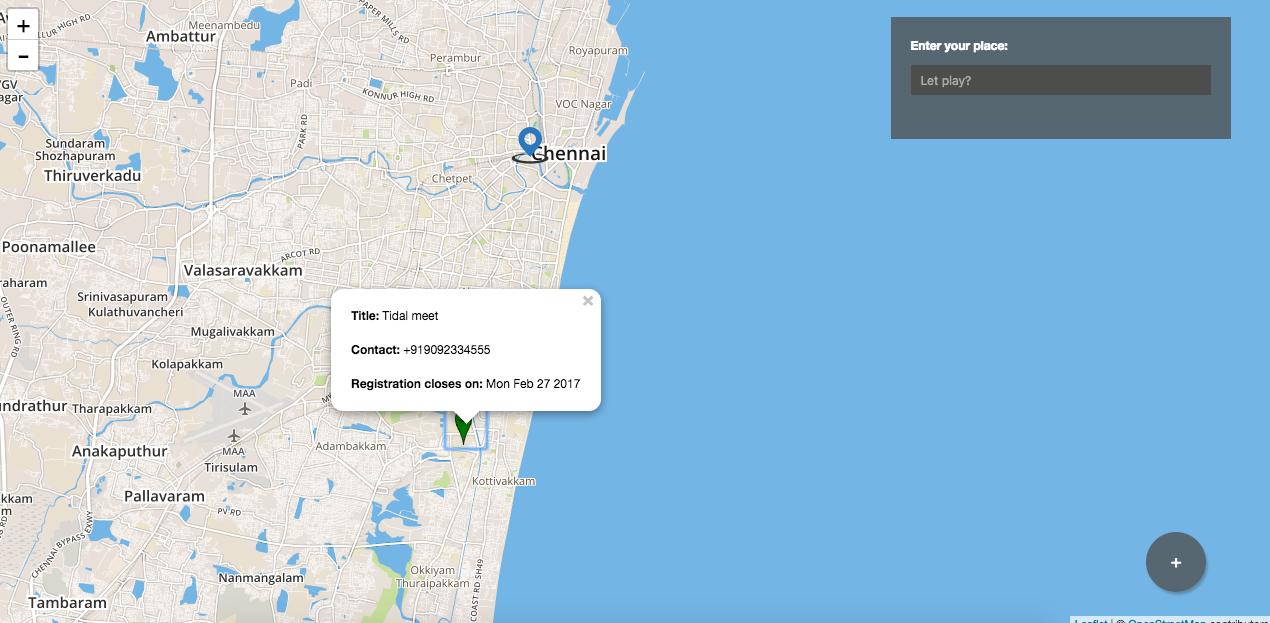 +
−
Ambattur
Meenambedu
PAPER MILLS RD
Royapuram
Perambur
Padi
KONNUR HIGH RD
VOC Nagar
PARK RD
Sundaram
Shozhapuram
Chennai
Thiruverkadu
Chetpet
Poonamallee
ARCOT RD
Valasaravakkam
Srinivasapuram
Kulathuvancheri
OUTER RING RD
Mugalivakkam
Kolapakkam
MAA
Tharapakkam
MAA
Adambakkam
Anakaputhur
Tirisulam
Kottivakkam
Pallavaram
PV RD
CHENNAI BYPASS EXWY
Okkiyam
Thuraipakkam
Nanmangalam
COAST RD SH49
Tambaram
×
Title: Tidal meet
Contact: +919092334555
Registration closes on: Mon Feb 27 2017
Enter your place:
Let play?
+
Leaflet | © OpenStreetMap contributors